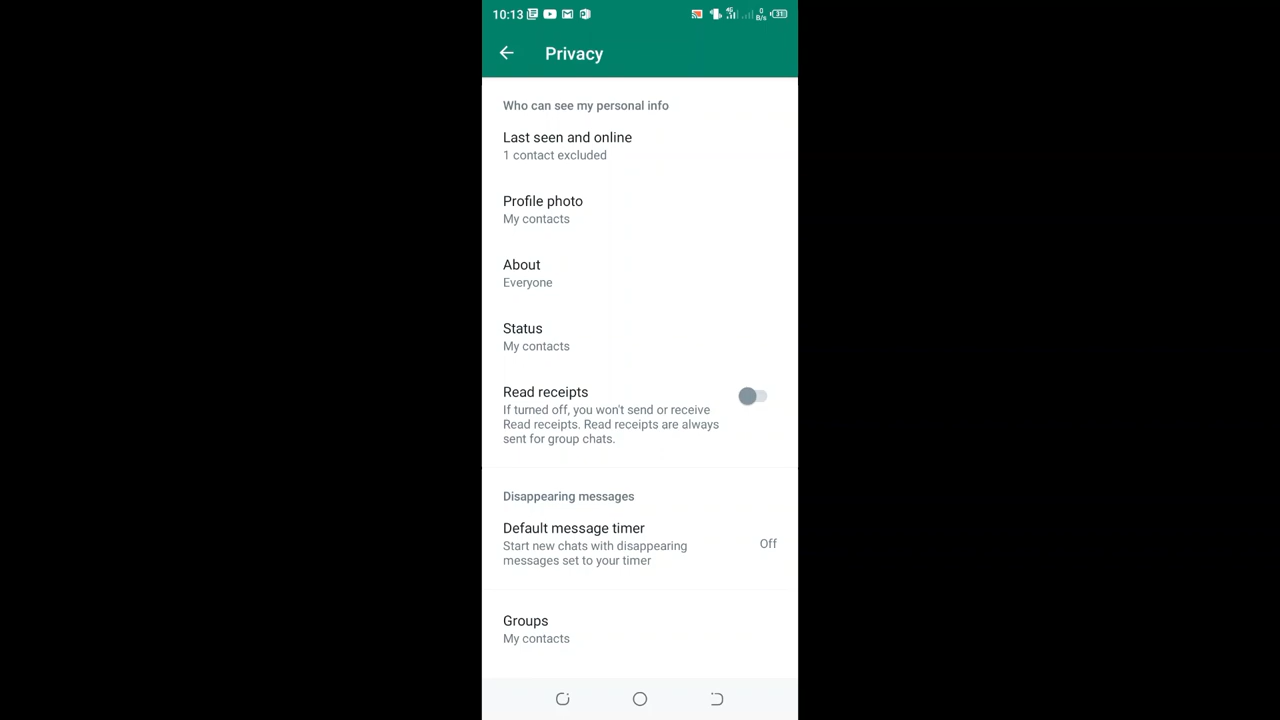 10:13
0
B/s
31
Privacy
Who can see my personal info
Last seen and online
1 contact excluded
Profile photo
My contacts
About
Everyone
Status
My contacts
Read receipts
If turned off, you won't send or receive
Read receipts. Read receipts are always
sent for group chats.
Disappearing messages
Default message timer
Start new chats with disappearing
messages set to your timer
Off
Groups
My contacts